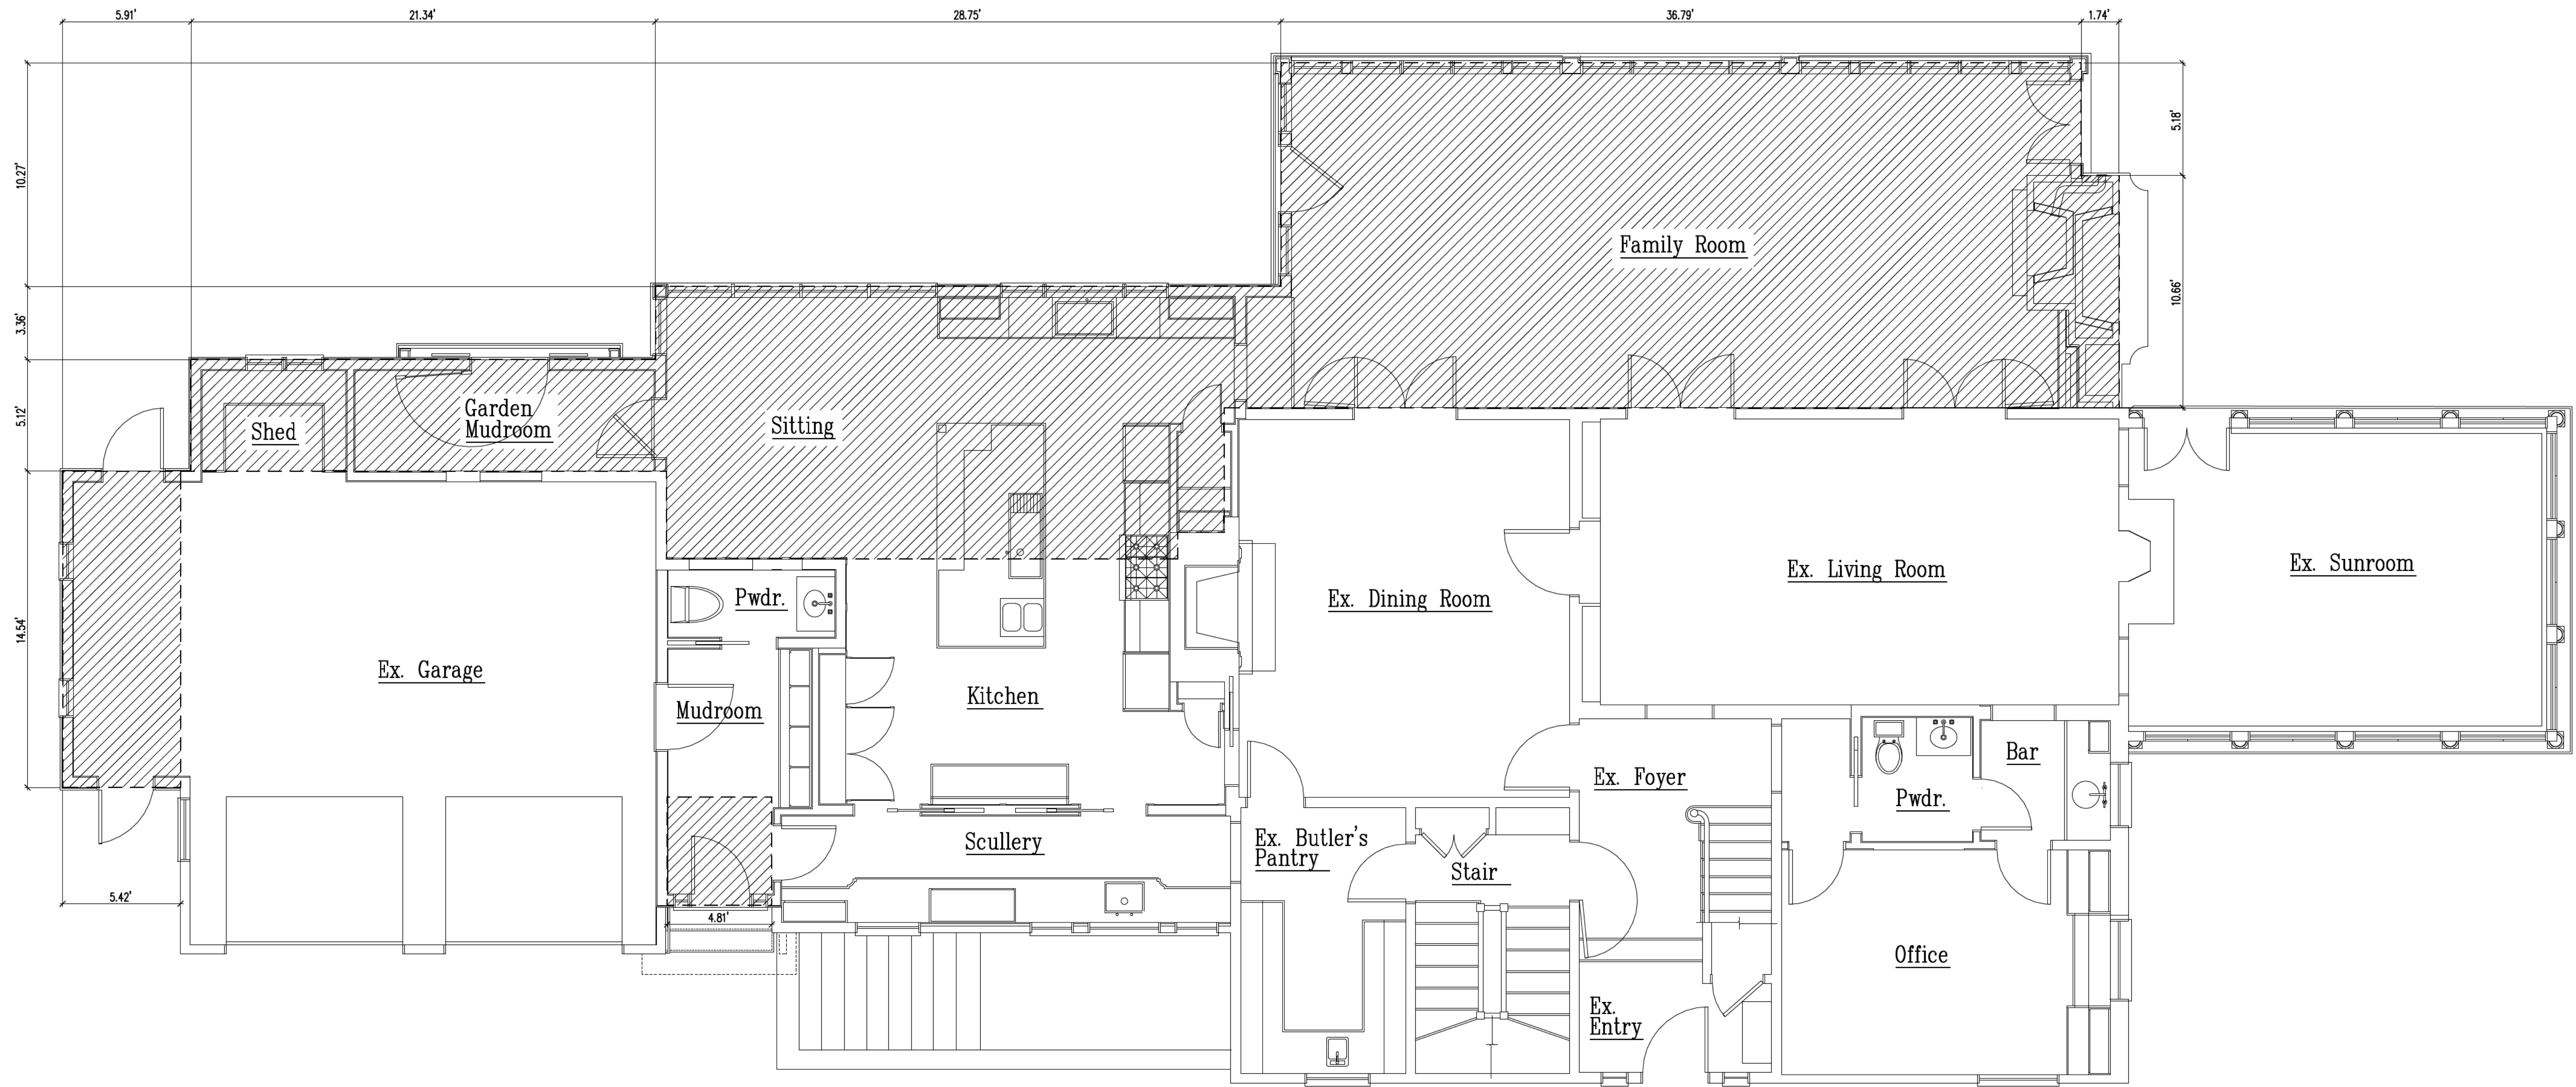 5.91'
21.34'
28.75'
36.79'
1.74'
10.27'
5.18'
Family Room
3.36'
10.66'
5.12'
Shed
Garden
Mudroom
Sitting
14.54'
Ex. Garage
Pwdr.
Mudroom
Kitchen
Ex. Dining Room
Ex. Living Room
Ex. Sunroom
Ex. Foyer
Bar
Pwdr.
Scullery
Ex. Butler's
Pantry
Stair
5.42'
4.81'
Office
Ex.
Entry